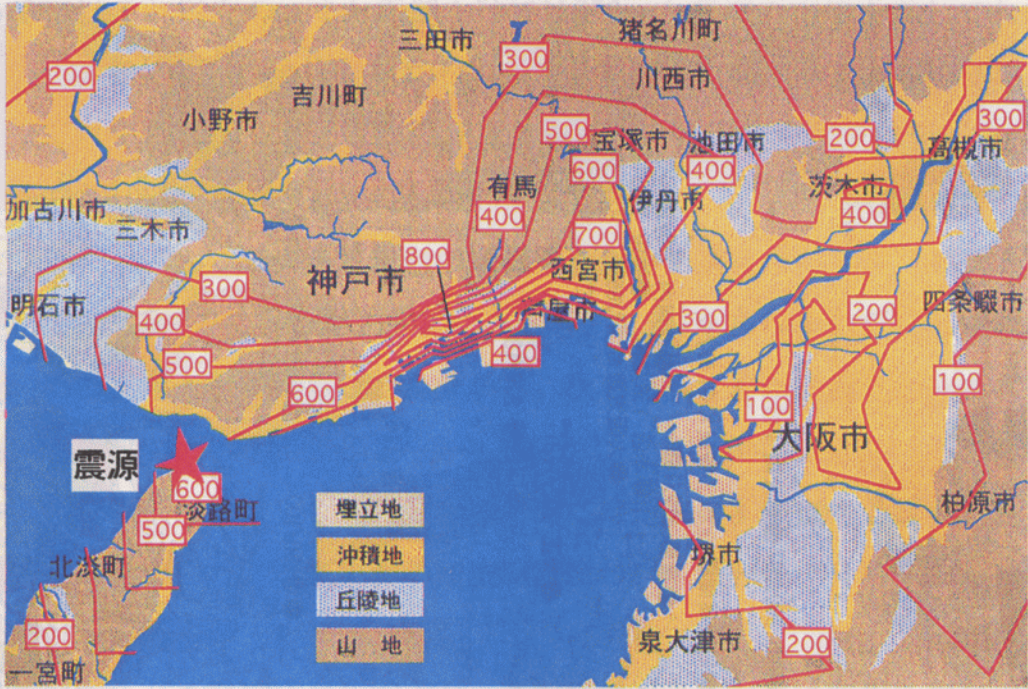 三田市
猪名川町
300
川西市
200
吉川町
小野市
500
宝塚市
池田市
200
300
高槻市
600
400
有馬
伊丹市
茨木市
加古川市
400
400
三木市
700
800
西宮市
神戸市
300
明石市
芦屋市
四条畷市
400
300
200
500
400
100
600
100
大阪市
震源
600
淡路町
柏原市
埋立地
500
沖積地
堺市
北淡町
丘陵地
200
山 地
泉大津市
200
一宮町